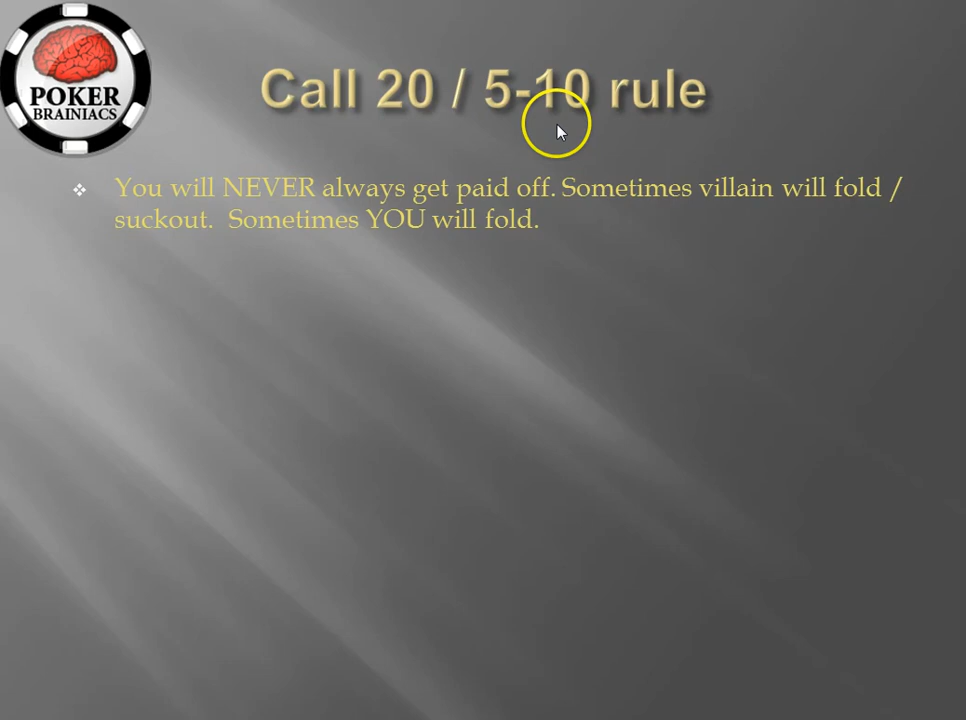 POKER
BRAINIACS
Call 20 / 5-10 rule
You will NEVER always get paid off. Sometimes villain will fold /
suckout.  Sometimes YOU will fold.